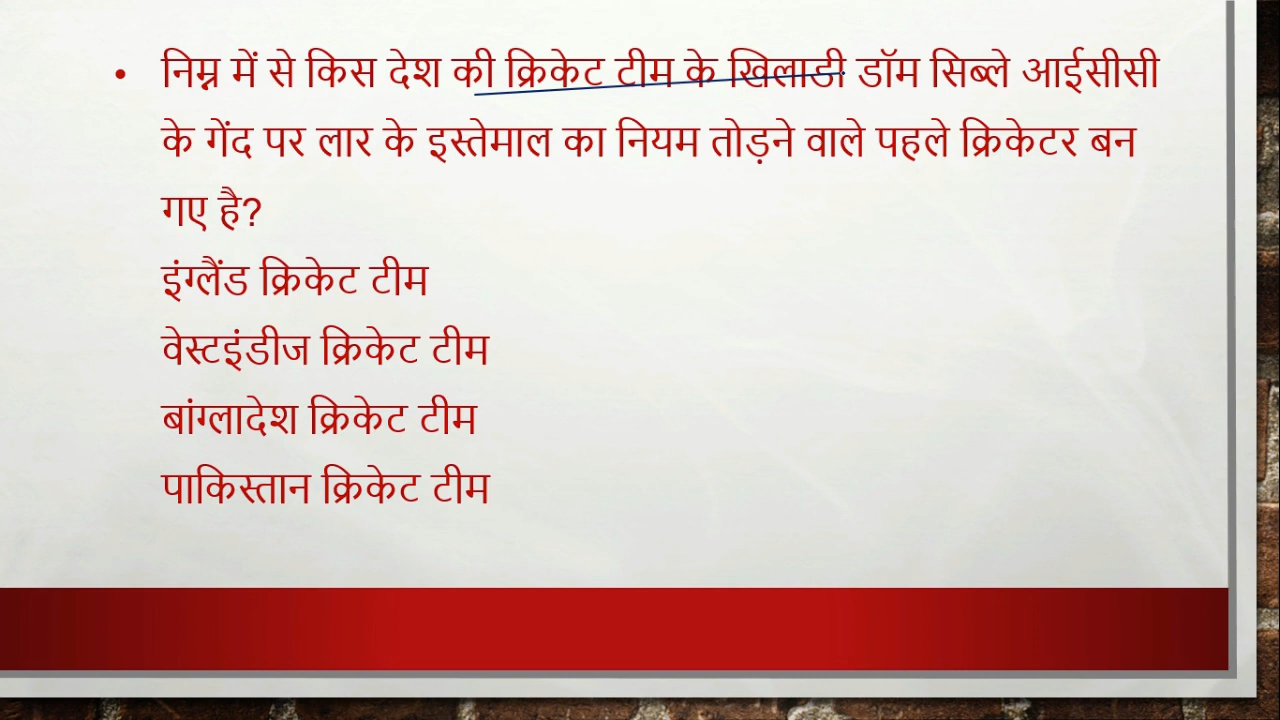 • निम्न में से किस देश की क्रिकेट टीम के खिलाडी डॉम सिब्ले आईसीसी
के गेंद पर लार के इस्तेमाल का नियम तोड़ने वाले पहले क्रिकेटर बन
गए है?
इंग्लैंड क्रिकेट टीम
वेस्टइंडीज क्रिकेट टीम
बांग्लादेश क्रिकेट टीम
पाकिस्तान क्रिकेट टीम